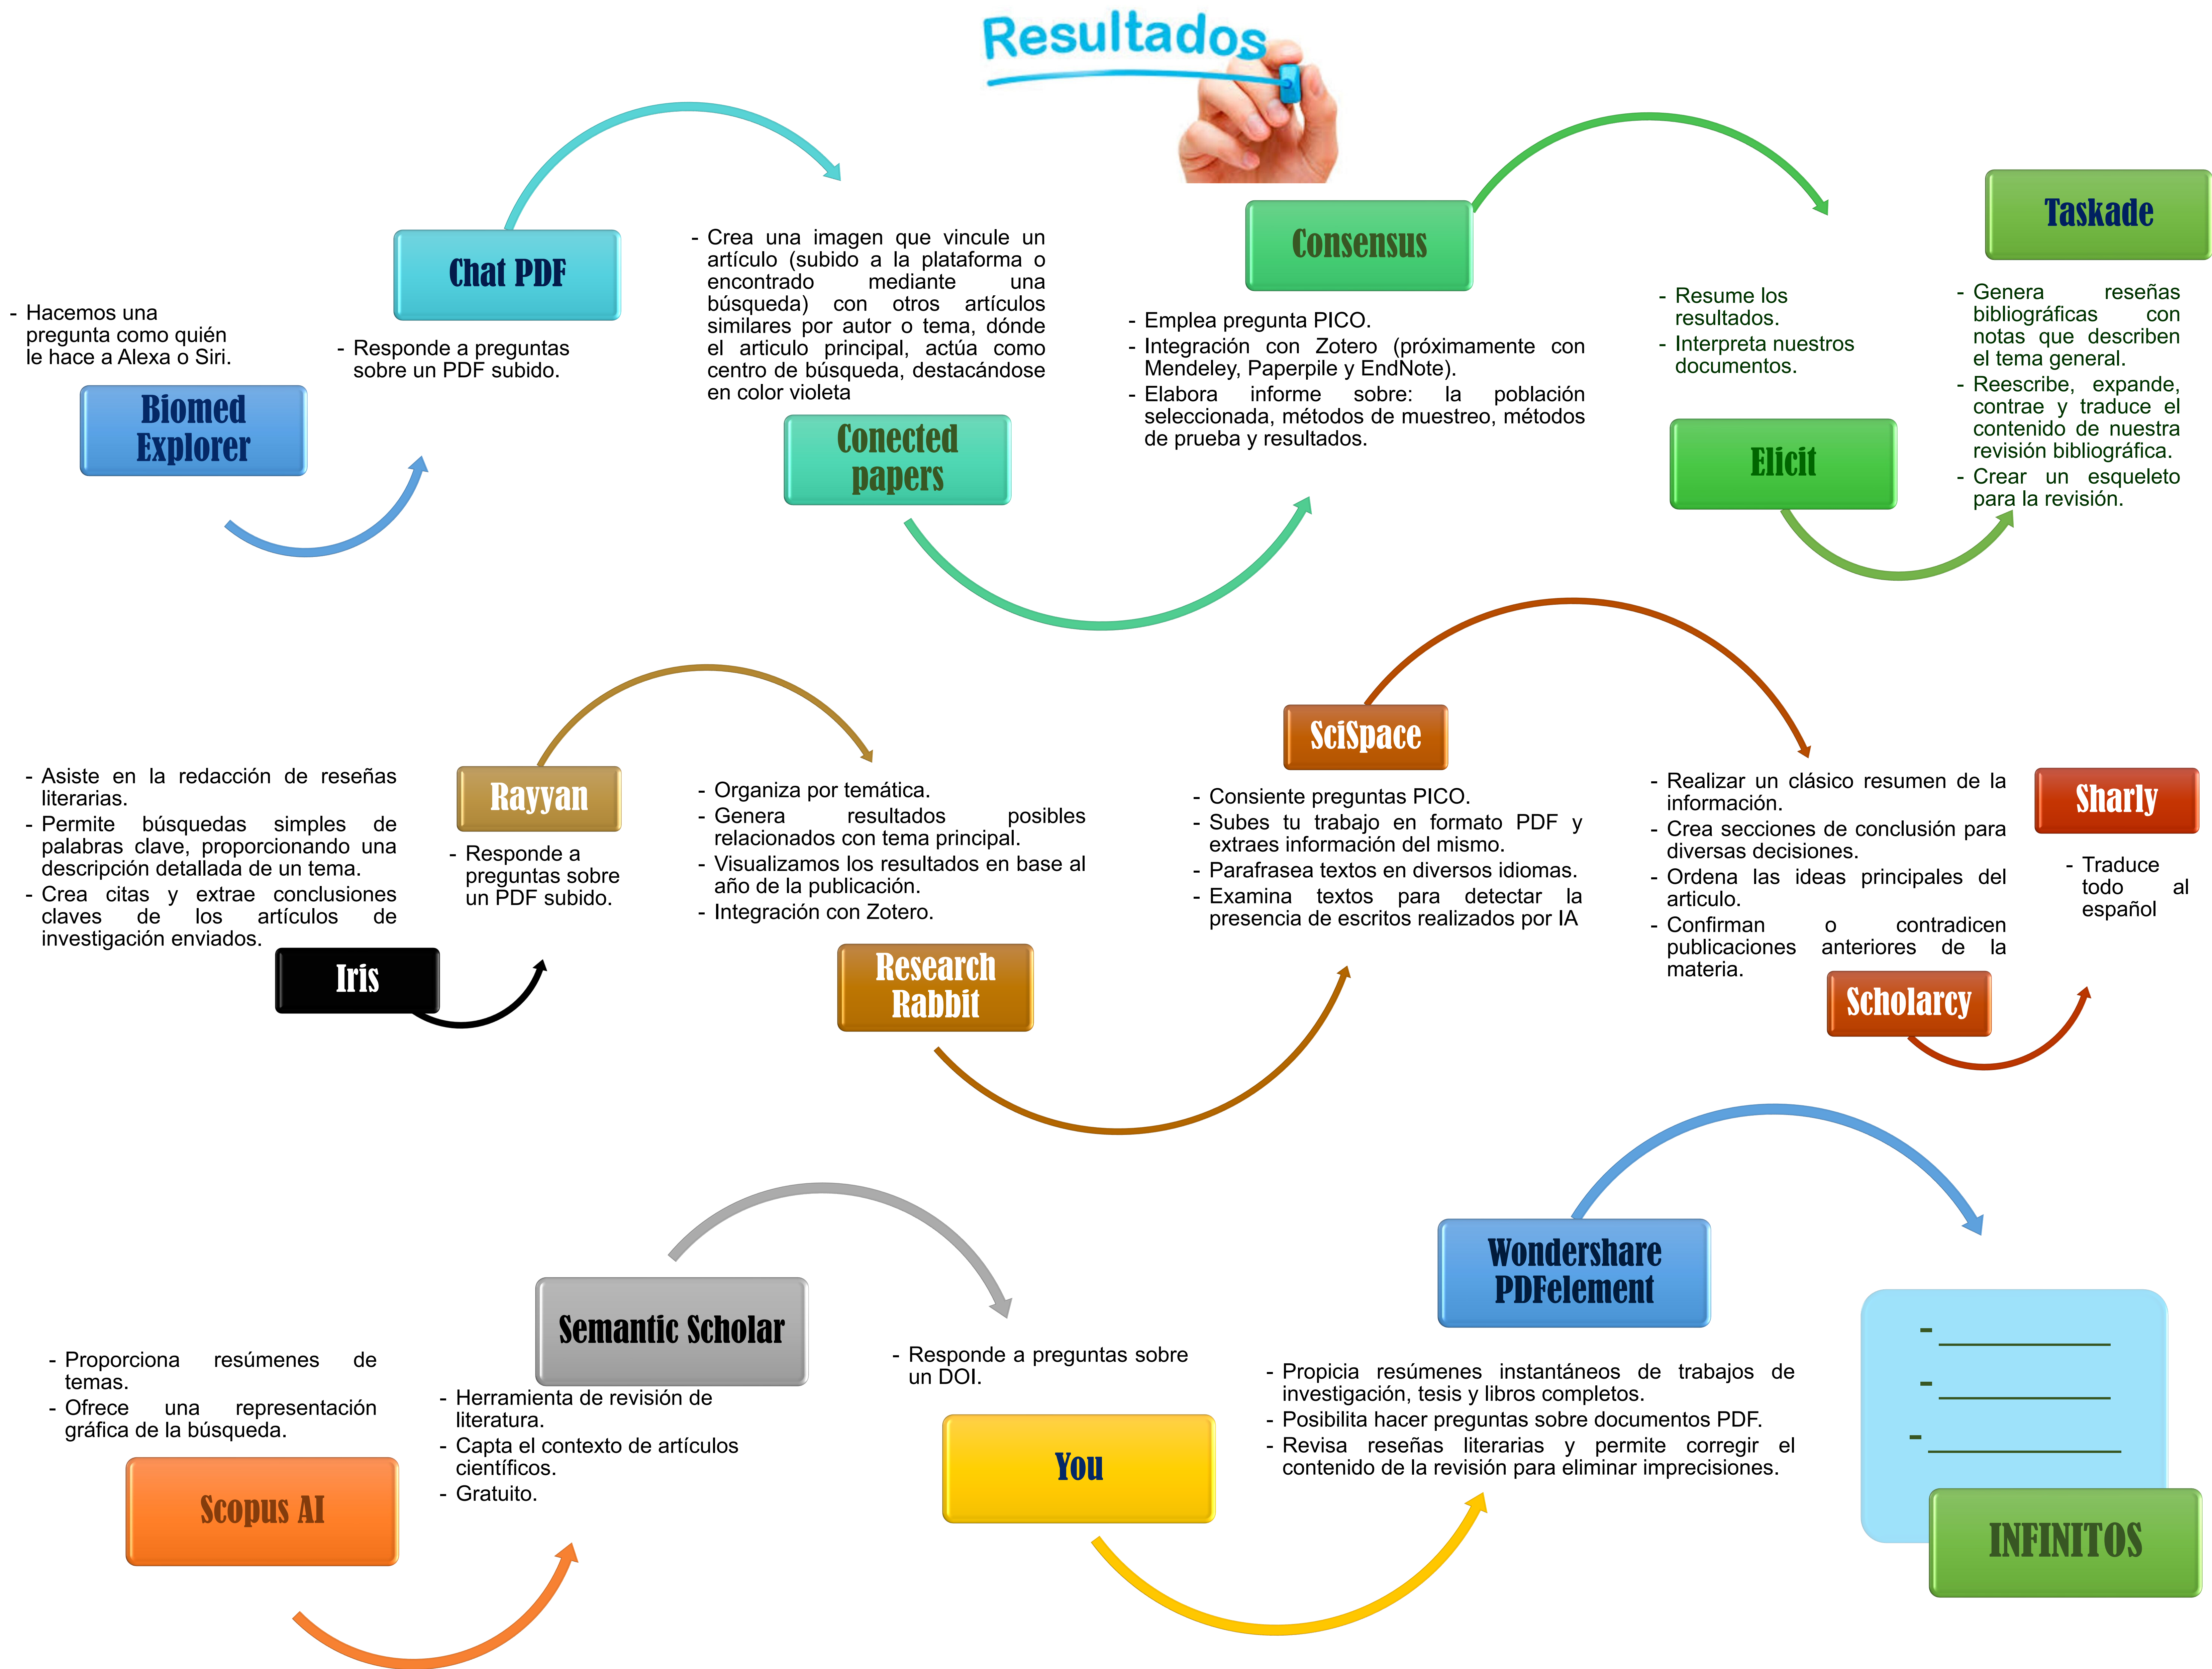 Resultados
- Hacemos una
pregunta como quién
le hace a Alexa o Siri.
Biomed
Explorer
Chat PDF
- Responde a preguntas
sobre un PDF subido.
- Crea una imagen que vincule un
artículo (subido a la plataforma o
encontrado mediante una
búsqueda) con otros artículos
similares por autor o tema, dónde
el articulo principal, actúa como
centro de búsqueda, destacándose
en color violeta
Conected
papers
Consensus
- Emplea pregunta PICO.
- Integración con Zotero (próximamente con
Mendeley, Paperpile y EndNote).
- Elabora informe sobre: la población
seleccionada, métodos de muestreo, métodos
de prueba y resultados.
- Resume los
resultados.
- Interpreta nuestros
documentos.
Elicit
Taskade
- Genera reseñas
bibliográficas con
notas que describen
el tema general.
- Reescribe, expande,
contrae y traduce el
contenido de nuestra
revisión bibliográfica.
- Crear un esqueleto
para la revisión.
- Asiste en la redacción de reseñas
literarias.
- Permite búsquedas simples de
palabras clave, proporcionando una
descripción detallada de un tema.
- Crea citas y extrae conclusiones
claves de los artículos de
investigación enviados.
Iris
Rayyan
- Responde a
preguntas sobre
un PDF subido.
- Organiza por temática.
- Genera resultados posibles
relacionados con tema principal.
- Visualizamos los resultados en base al
año de la publicación.
- Integración con Zotero.
Research
Rabbit
SciSpace
- Consiente preguntas PICO.
- Subes tu trabajo en formato PDF y
extraes información del mismo.
- Parafrasea textos en diversos idiomas.
- Examina textos para detectar la
presencia de escritos realizados por IA
- Realizar un clásico resumen de la
información.
- Crea secciones de conclusión para
diversas decisiones.
- Ordena las ideas principales del
articulo.
- Confirman o contradicen
publicaciones anteriores de la
materia.
Scholarcy
Sharly
- Traduce
todo al
español
- Proporciona resúmenes de
temas.
- Ofrece una representación
gráfica de la búsqueda.
Scopus AI
Semantic Scholar
- Herramienta de revisión de
literatura.
- Capta el contexto de artículos
científicos.
- Gratuito.
- Responde a preguntas sobre
un DOI.
You
Wondershare
PDFelement
- Propicia resúmenes instantáneos de trabajos de
investigación, tesis y libros completos.
- Posibilita hacer preguntas sobre documentos PDF.
- Revisa reseñas literarias y permite corregir el
contenido de la revisión para eliminar imprecisiones.
- ______________
- ______________
- ________________
INFINITOS